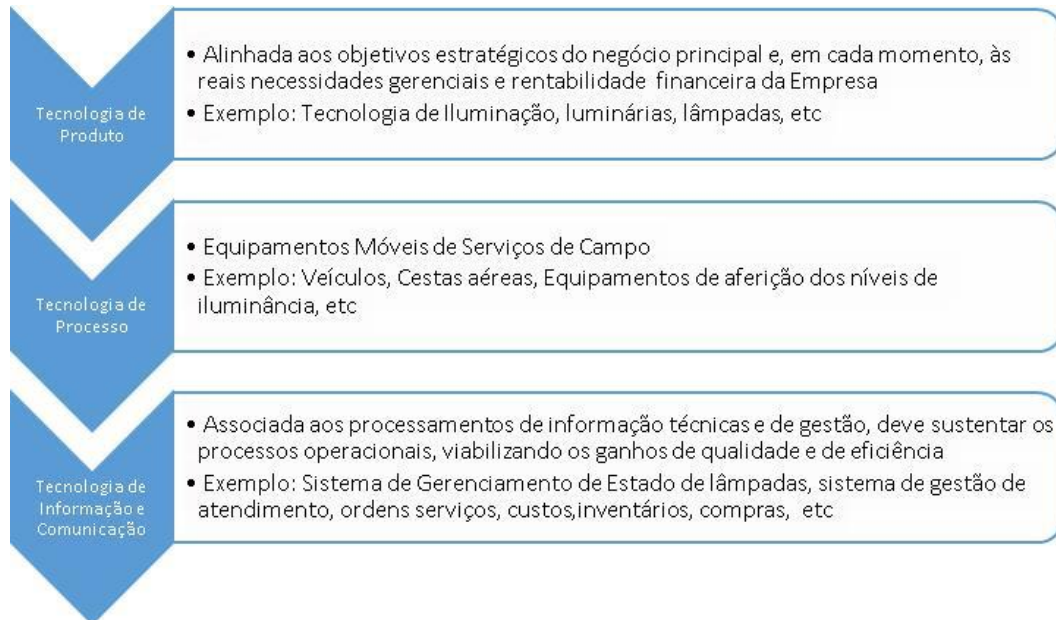 Tecnologia de
Produto
• Alinhada aos objetivos estratégicos do negócio principal e, em cada momento, às
reais necessidades gerenciais e rentabilidade financeira da Empresa
• Exemplo: Tecnologia de Iluminação, luminárias, lâmpadas, etc
Tecnologia de
Processo
• Equipamentos Móveis de Serviços de Campo
• Exemplo: Veículos, Cestas aéreas, Equipamentos de aferição dos níveis de
iluminância, etc
Tecnologia de
Informação e
Comunicação
• Associada aos processamentos de informação técnicas e de gestão, deve sustentar os
processos operacionais, viabilizando os ganhos de qualidade e de eficiência
• Exemplo: Sistema de Gerenciamento de Estado de lâmpadas, sistema de gestão de
atendimento, ordens serviços, custos,inventários, compras, etc